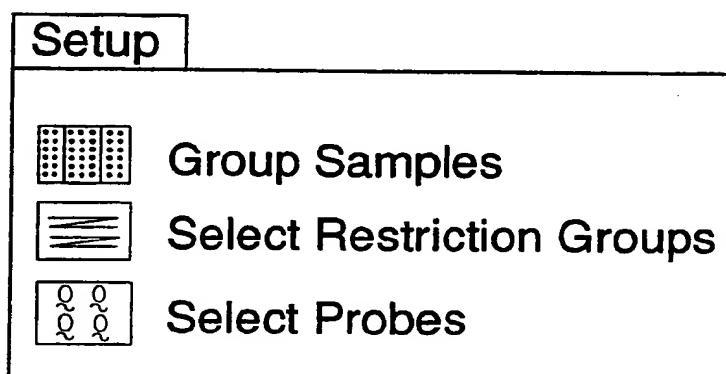 Setup
Group Samples
Select Restriction Groups
Select Probes